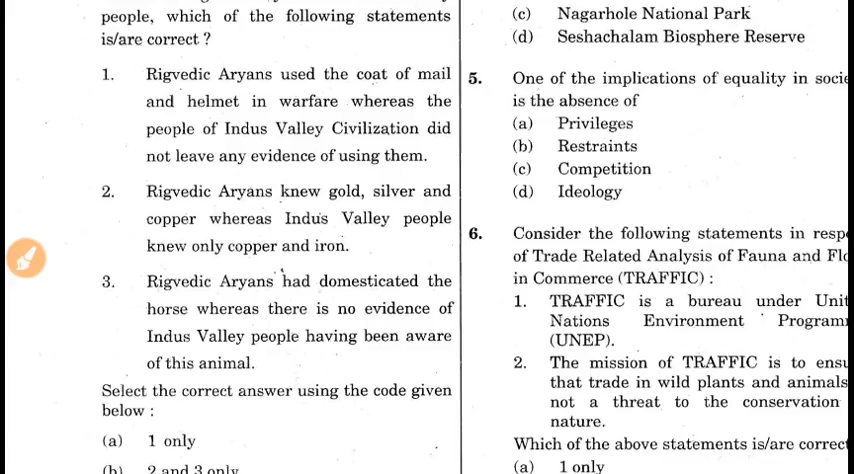 people, which of the following statements
is/are correct ?
1. Rigvedic Aryans used the coat of mail
and helmet in warfare whereas the
people of Indus Valley Civilization did
not leave any evidence of using them.
2. Rigvedic Aryans knew gold, silver and
copper whereas Indus Valley people
knew only copper and iron.
3. Rigvedic Aryans had domesticated the
horse whereas there is no evidence of
Indus Valley people having been aware
of this animal.
Select the correct answer using the code given
below :
(a) 1 only
(b) 2 and 3 only
(c) Nagarhole National Park
(d) Seshachalam Biosphere Reserve
5. One of the implications of equality in
is the absence of
(a) Privileges
(b) Restraints
(c) Competition
(d) Ideology
6. Consider the following statements in
of Trade Related Analysis of Fauna and
in Commerce (TRAFFIC) :
1. TRAFFIC is a bureau under
Nations Environment
(UNEP).
2. The mission of TRAFFIC is to
that trade in wild plants and animals
not a threat to the conservation
nature.
Which of the above statements is/are
(a) 1 only